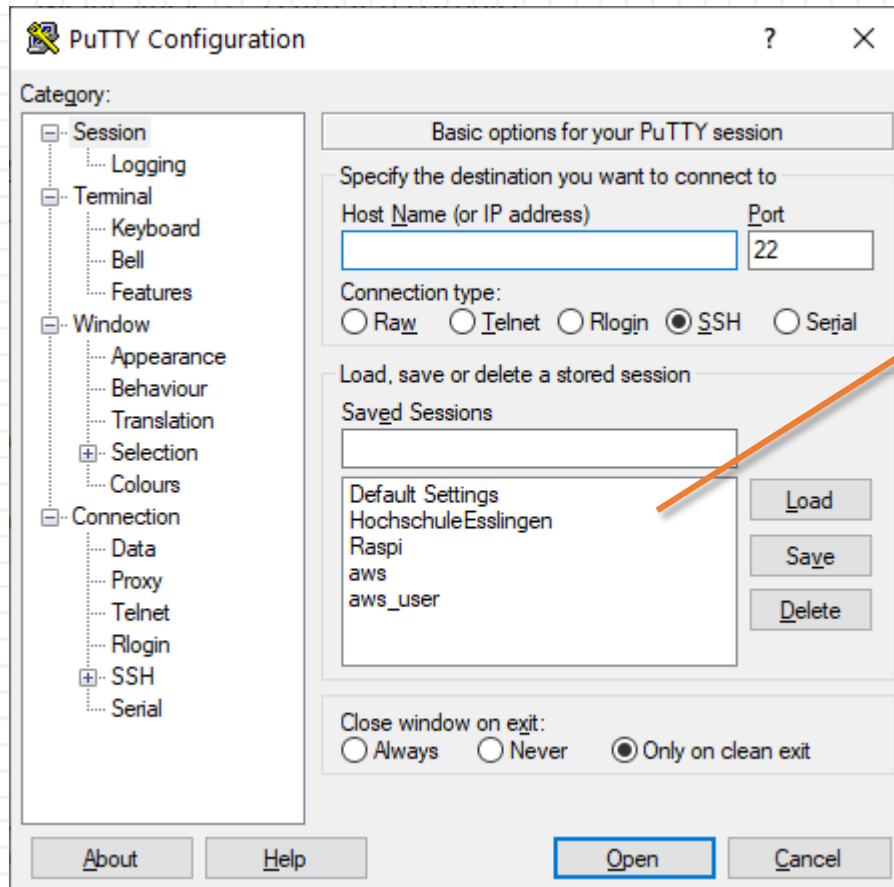 PuTTY Configuration
?
Category:
Session
Logging
Terminal
Keyboard
Bell
Features
Window
Appearance
Behaviour
Translation
Selection
Colours
Connection
Data
Proxy
Telnet
Rlogin
SSH
Serial
Basic options for your PuTTY session
Specify the destination you want to connect to
Host Name (or IP address) Port
22
Connection type:
Raw Telnet Rlogin SSH Serial
Load, save or delete a stored session
Saved Sessions
Default Settings
HochschuleEsslingen
Raspi
aws
aws_user
Load
Save
Delete
Close window on exit:
Always Never Only on clean exit
About Help Open Cancel